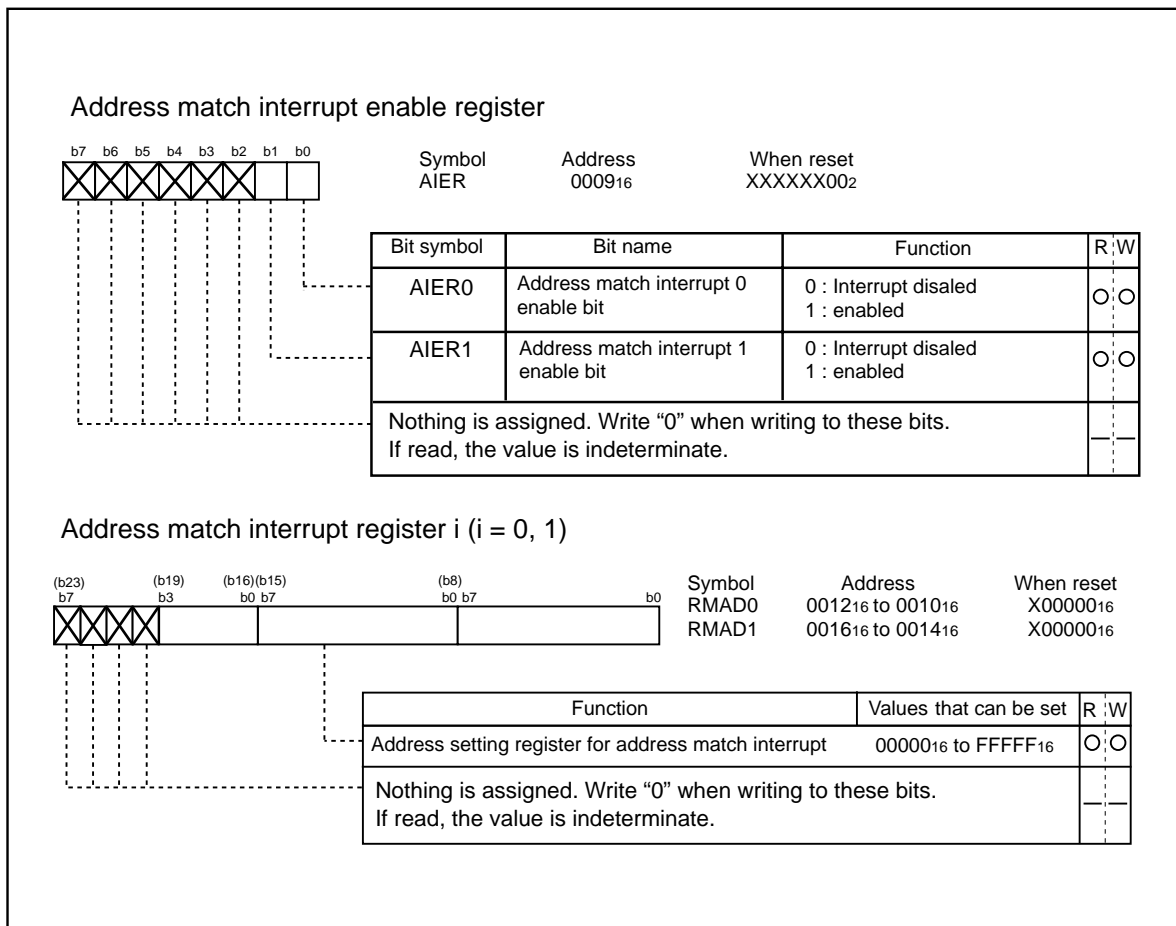 Address match interrupt enable register
b7 b6 b5 b4 b3 b2 b1 b0
Symbol Address When reset
AIER 000916 XXXXXX002
Bit symbol Bit name Function R W
AIER0 Address match interrupt 0 enable bit 0 : Interrupt disaled
1 : enabled
AIER1 Address match interrupt 1 enable bit 0 : Interrupt disaled
1 : enabled
Nothing is assigned. Write “0” when writing to these bits.
If read, the value is indeterminate.
Address match interrupt register i (i = 0, 1)
(b23) (b19) (b16)(b15) (b8)
b7 b3 b0 b7 b0 b7 b0
Symbol Address When reset
RMAD0 001216 to 001016 X0000016
RMAD1 001616 to 001416 X0000016
Function Values that can be set R W
Address setting register for address match interrupt 0000016 to FFFFF16
Nothing is assigned. Write “0” when writing to these bits.
If read, the value is indeterminate.